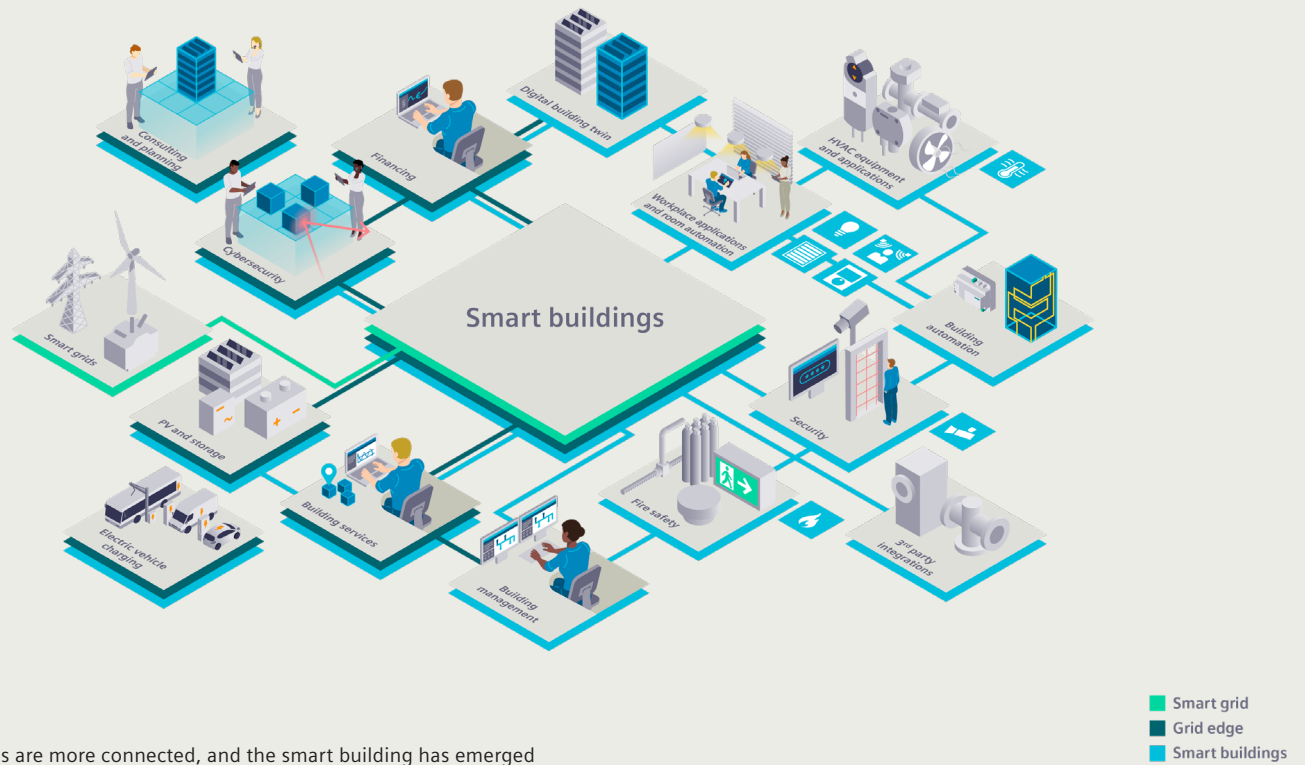 Consulting
and planning
Financing
Digital building twin
HVAC equipment
and applications
Workplace applications
and room automation
Cybersecurity
Smart grids
Smart buildings
Building
automation
PV and storage
Security
Building services
Fire safety
Electric vehicle
charging
3rd party
integrations
Building
management
Smart grid
Grid edge
Smart buildings
s are more connected, and the smart building has emerged